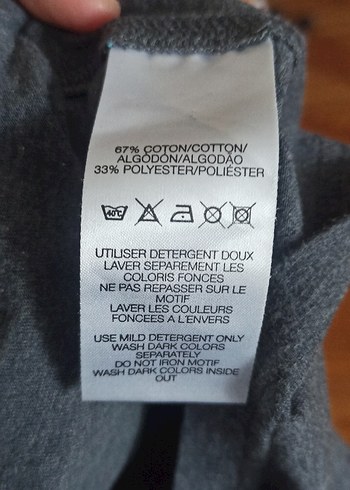 67% COTON/COTTON/
ALGODÓN/ALGODÃO
33% POLYESTER/POLIÉSTER
40°C
UTILISER DETERGENT DOUX
LAVER SEPAREMENT LES
COLORIS FONCES
NE PAS REPASSER SUR LE
MOTIF
LAVER LES COULEURS
FONCEES A L'ENVERS
USE MILD DETERGENT ONLY
WASH DARK COLORS
SEPARATELY
DO NOT IRON MOTIF
WASH DARK COLORS INSIDE
OUT